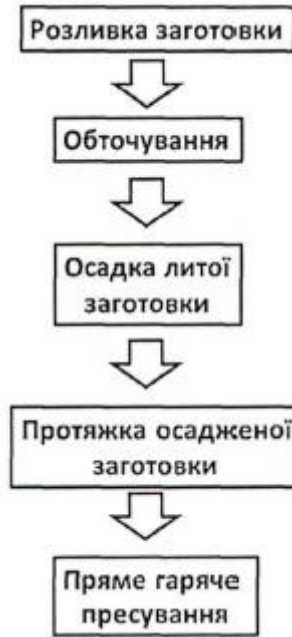 Розливка заготовки
Обточування
Осадка литої
заготовки
Протяжка осадженої
заготовки
Пряме гаряче
пресування